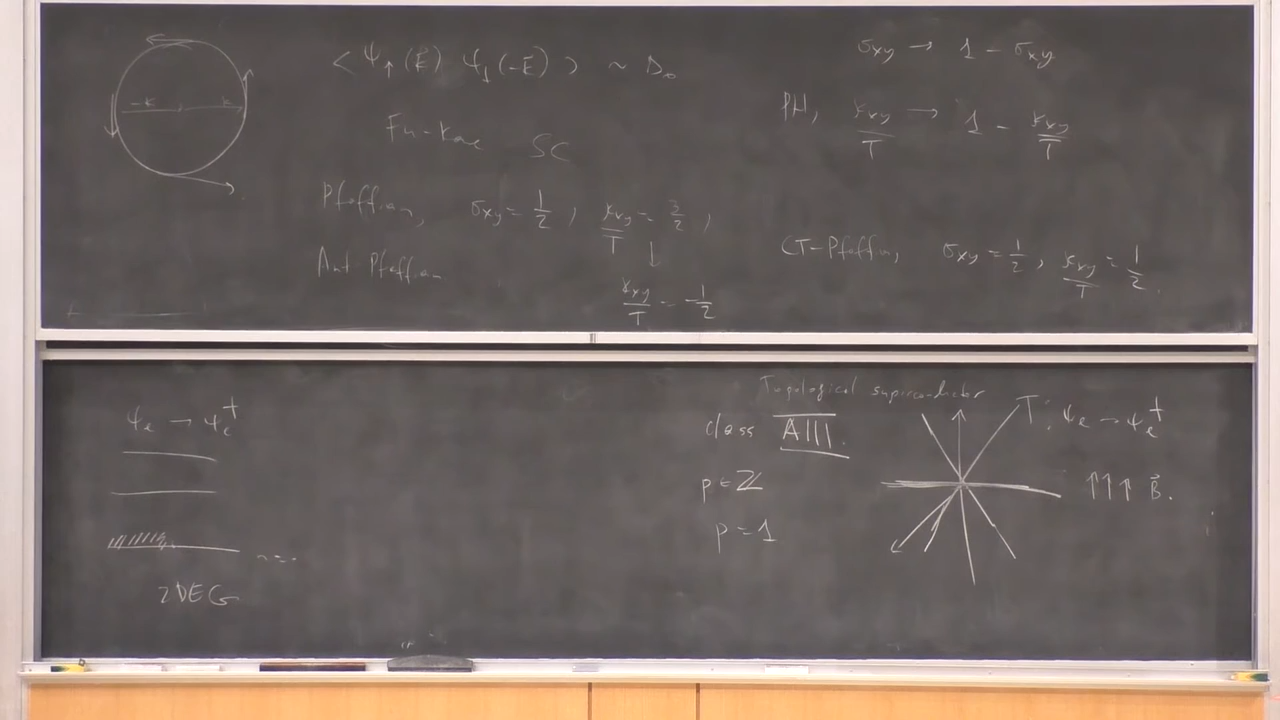 -k k
< ψ↑(k) ψ↓(-k) > ~ Δ₀
Fu-Kane SC
Pfaffian, σxy = 1/2, κxy/T = 3/2,
↓
Anti Pfaffian
κxy/T = -1/2
σxy → 1 - σxy
PH, κxy/T → 1 - κxy/T
CT-Pfaffian, σxy = 1/2, κxy/T = 1/2.
ψe → ψe†
2DEG
Topological superconductor
class AIII.
p ∈ ℤ
p = 1
T: ψe → ψe†
↑↑↑ B⃗.